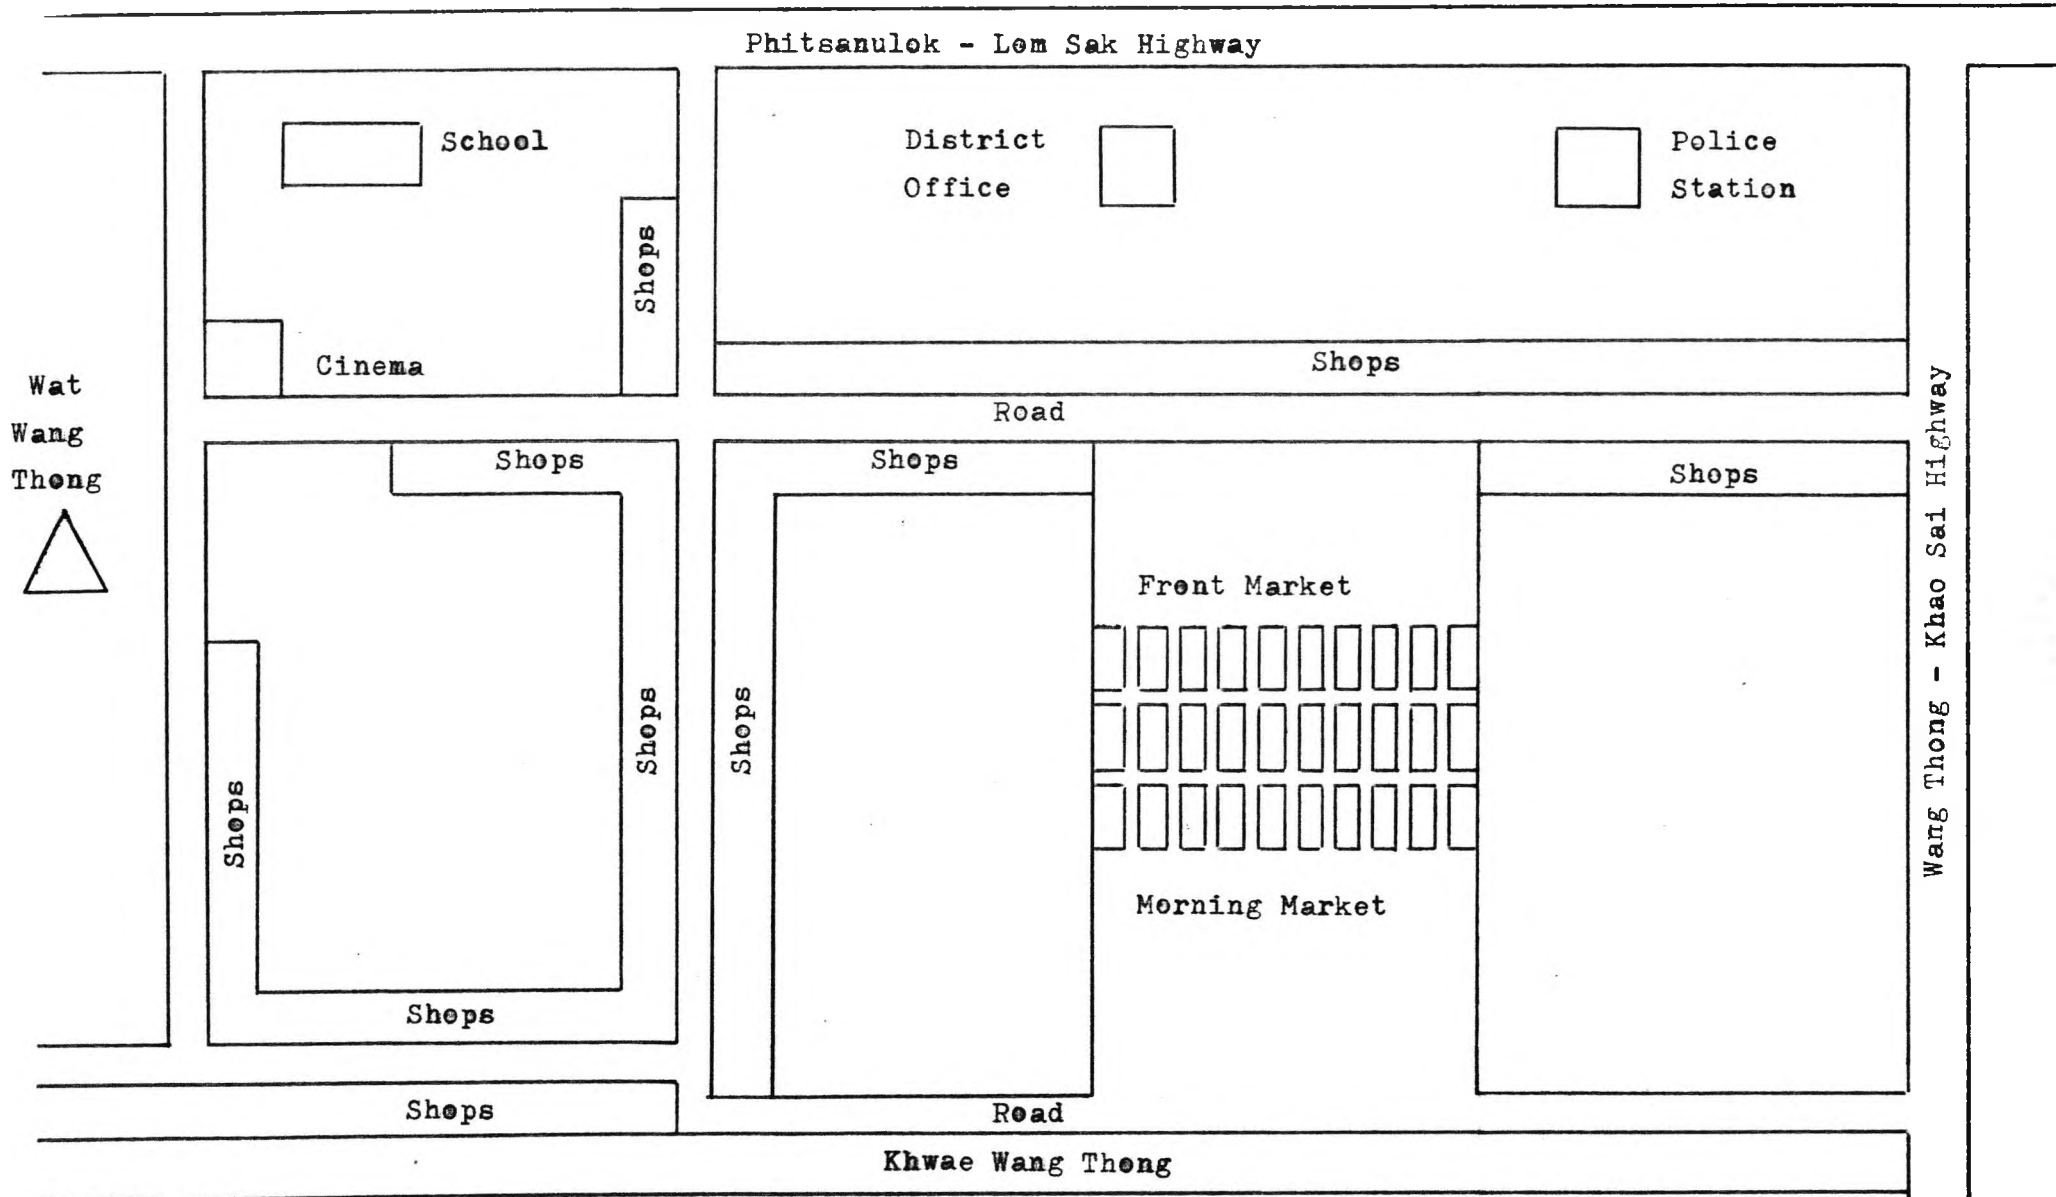 Phitsanulok - Lom Sak Highway
School
District
Office
Police
Station
Shops
Cinema
Shops
Wat
Wang
Thong
Road
Shops
Shops
Shops
Wang Thong - Khao Sai Highway
Front Market
Shops
Shops
Shops
Morning Market
Shops
Shops
Road
Khwae Wang Thong